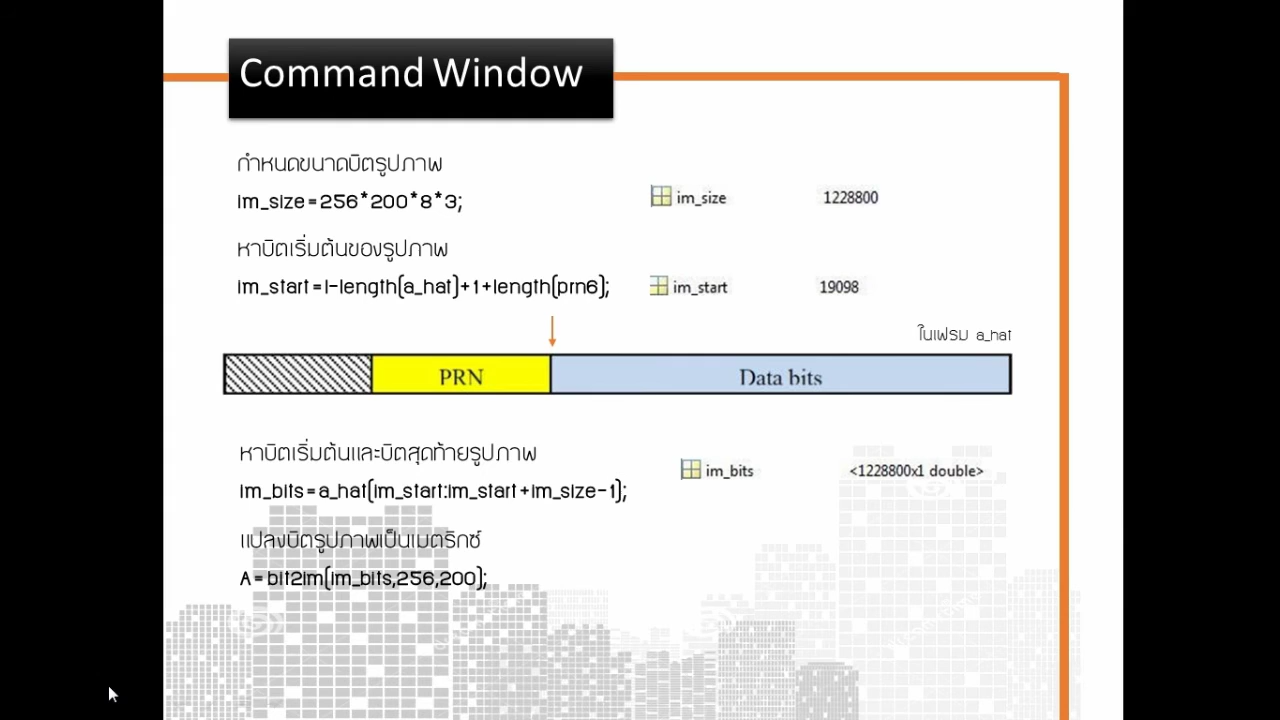 Command Window
กำหนดขนาดบิตรูปภาพ
im_size=256*200*8*3;
im_size 1228800
หาบิตเริ่มต้นของรูปภาพ
im_start=I-length(a_hat)+1+length(prn6);
im_start 19098
ในเฟรม a_hat
PRN Data bits
หาบิตเริ่มต้นและบิตสุดท้ายรูปภาพ
im_bits <1228800x1 double>
im_bits=a_hat(im_start:im_start+im_size-1);
แปลงบิตรูปภาพเป็นเมตริกซ์
A=bit2im(im_bits,256,200);